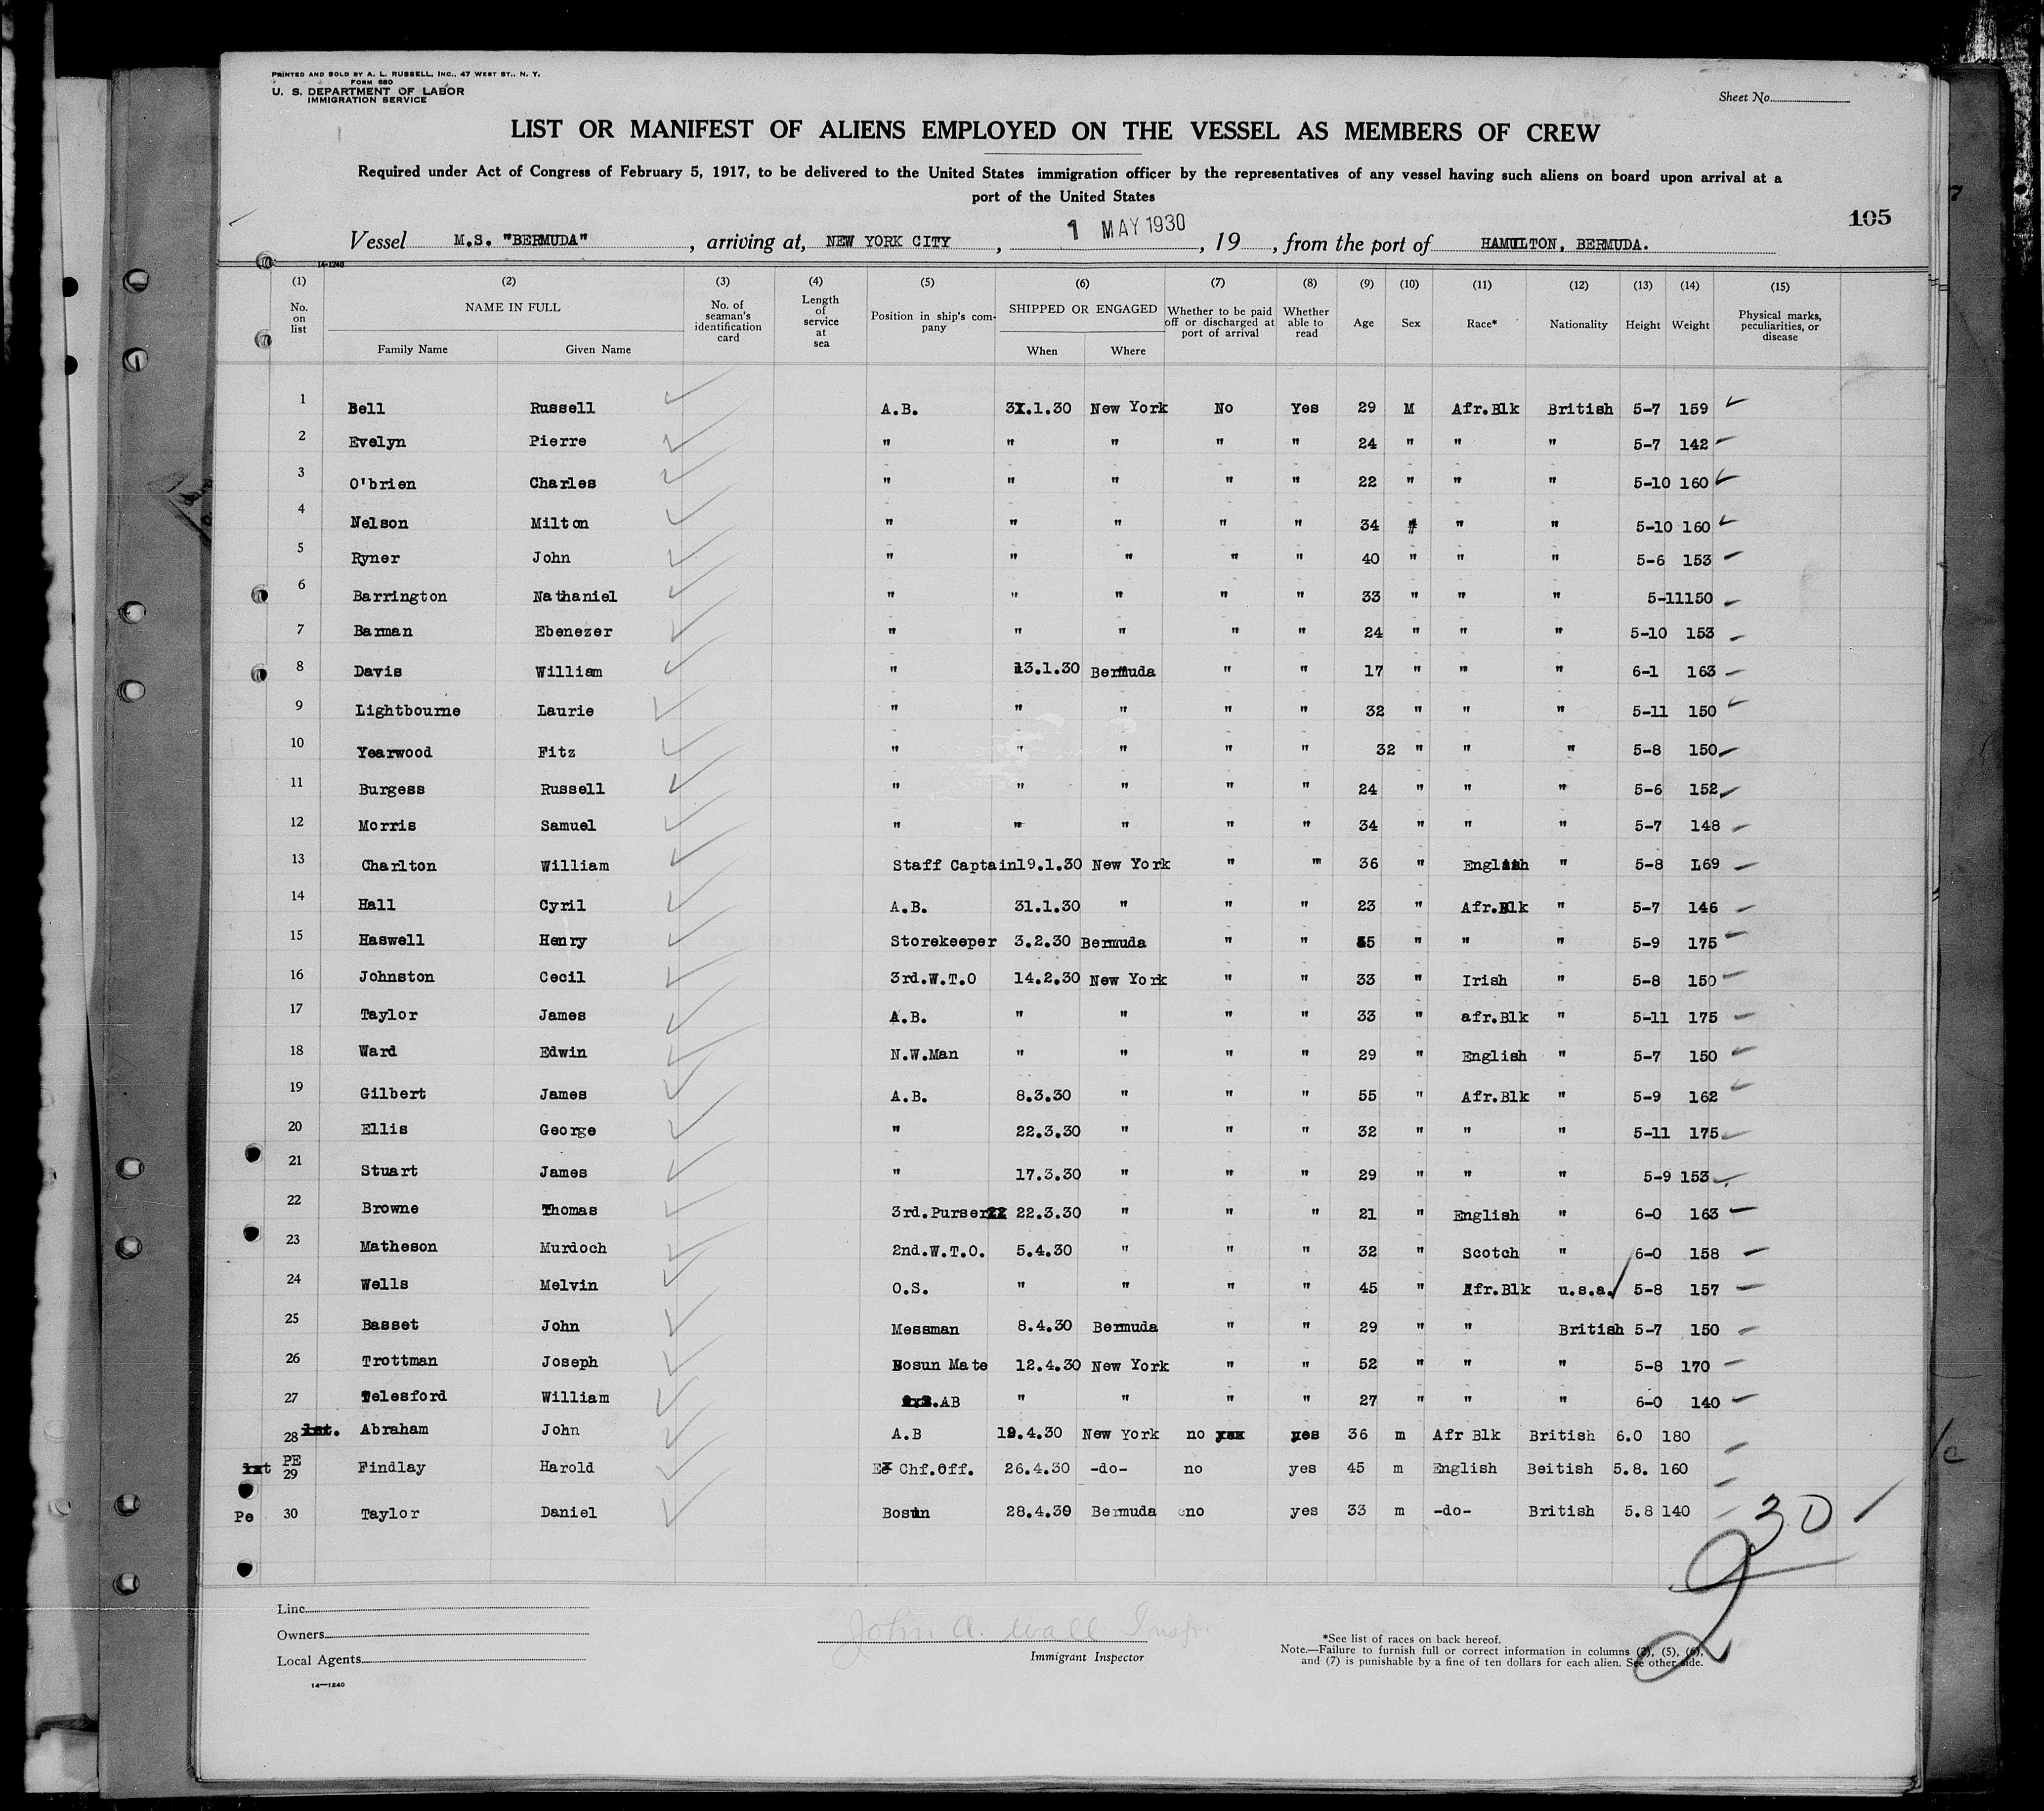 PRINTED AND SOLD BY A. L. RUSSELL, INC., 47 WEST ST., N. Y.
FORM 680
U. S. DEPARTMENT OF LABOR
IMMIGRATION SERVICE
Sheet No.
LIST OR MANIFEST OF ALIENS EMPLOYED ON THE VESSEL AS MEMBERS OF CREW
Required under Act of Congress of February 5, 1917, to be delivered to the United States immigration officer by the representatives of any vessel having such aliens on board upon arrival at a
port of the United States
105
Vessel M.S. "BERMUDA", arriving at, NEW YORK CITY, 1 MAY 1930, 19, from the port of HAMILTON, BERMUDA.
14-1240
(1) (2) (3) (4) (5) (6) (7) (8) (9) (10) (11) (12) (13) (14) (15)
No. on list NAME IN FULL Family Name Given Name No. of seaman's identification card Length of service at sea Position in ship's company SHIPPED OR ENGAGED When Where Whether to be paid off or discharged at port of arrival Whether able to read Age Sex Race* Nationality Height Weight Physical marks, peculiarities, or disease
1 Bell Russell A.B. 31.1.30 New York No Yes 29 M Afr.Blk British 5-7 159
2 Evelyn Pierre " " " " " 24 " " " 5-7 142
3 O'brien Charles " " " " " 22 " " " 5-10 160
4 Nelson Milton " " " " " 34 " " " 5-10 160
5 Ryner John " " " " " 40 " " " 5-6 153
6 Barrington Nathaniel " " " " " 33 " " " 5-11 150
7 Barman Ebenezer " " " " " 24 " " " 5-10 153
8 Davis William " 13.1.30 Bermuda " " 17 " " " 6-1 163
9 Lightbourne Laurie " " " " " 32 " " " 5-11 150
10 Yearwood Fitz " " " " " 32 " " " 5-8 150
11 Burgess Russell " " " " " 24 " " " 5-6 152
12 Morris Samuel " " " " " 34 " " " 5-7 148
13 Charlton William Staff Captain 19.1.30 New York " " 36 " English " 5-8 L69
14 Hall Cyril A.B. 31.1.30 " " " 23 " Afr.Blk " 5-7 146
15 Haswell Henry Storekeeper 3.2.30 Bermuda " " " " " 5-9 175
16 Johnston Cecil 3rd.W.T.O 14.2.30 New York " " 33 " Irish " 5-8 150
17 Taylor James A.B. " " " " 33 " afr.Blk " 5-11 175
18 Ward Edwin N.W.Man " " " " 29 " English " 5-7 150
19 Gilbert James A.B. 8.3.30 " " " 55 " Afr.Blk " 5-9 162
20 Ellis George " 22.3.30 " " " 32 " " " 5-11 175
21 Stuart James " 17.3.30 " " " 29 " " " 5-9 153
22 Browne Thomas 3rd.Purser 22.3.30 " " " 21 " English " 6-0 163
23 Matheson Murdoch 2nd.W.T.O. 5.4.30 " " " 32 " Scotch " 6-0 158
24 Wells Melvin O.S. " " " " 45 " Afr.Blk u.s.a. 5-8 157
25 Basset John Messman 8.4.30 Bermuda " " 29 " " British 5-7 150
26 Trottman Joseph Bosun Mate 12.4.30 New York " " 52 " " " 5-8 170
27 Telesford William AB " " " " 27 " " " 6-0 140
28 1st. Abraham John A.B 19.4.30 New York no yes 36 m Afr Blk British 6.0 180
1st PE 29 Findlay Harold Ex Chf.Off. 26.4.30 -do- no yes 45 m English Beitish 5.8. 160
Pe 30 Taylor Daniel Bosun 28.4.30 Bermuda no yes 33 m -do- British 5.8 140
30
2
Line
Owners
Local Agents
14-1240
John A. Wall Inspr.
Immigrant Inspector
*See list of races on back hereof.
Note.—Failure to furnish full or correct information in columns (2), (5), (6),
and (7) is punishable by a fine of ten dollars for each alien. See other side.